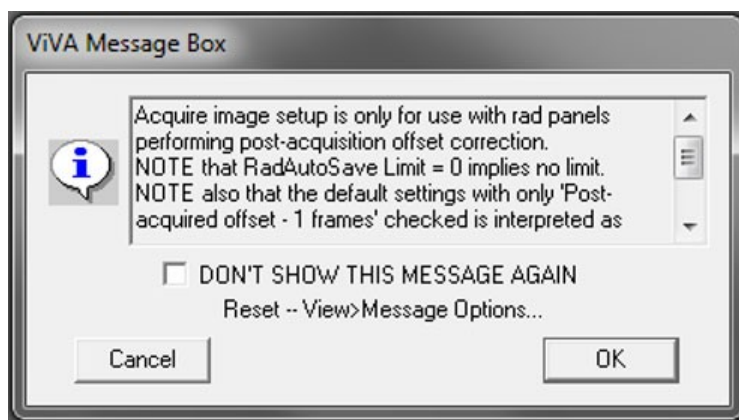 ViVA Message Box
Acquire image setup is only for use with rad panels
performing post-acquisition offset correction.
NOTE that RadAutoSave Limit = 0 implies no limit.
NOTE also that the default settings with only 'Post-
acquired offset - 1 frames' checked is interpreted as
DON'T SHOW THIS MESSAGE AGAIN
Reset -- View>Message Options...
Cancel
OK